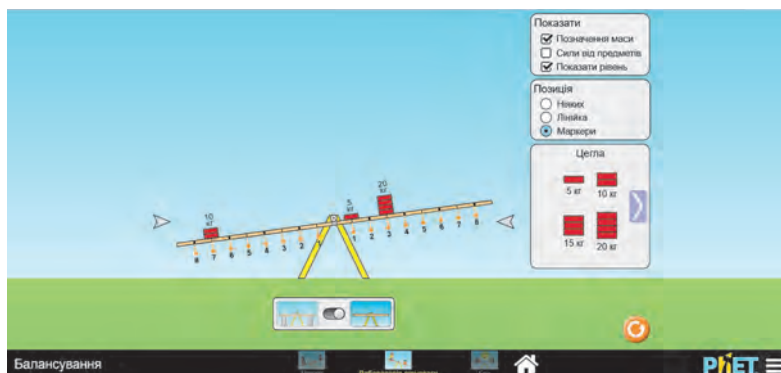 Показати
Позначення маси
Сили від предметів
Показати рівень
Позиція
Ніяких
Лінійка
Маркери
Цегла
5 кг 10 кг
15 кг 20 кг
20
кг
5
кг
10
кг
8 7 6 5 4 3 2 1 1 2 3 4 5 6 7 8
Балансування
PhET